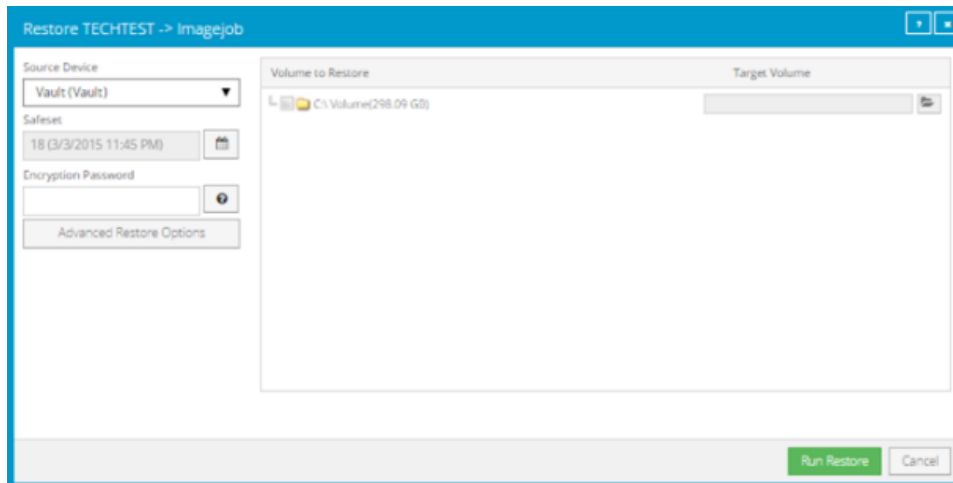 Restore TECHTEST -> Imagejob
?
Source Device
Vault (Vault)
Safeset
18 (3/3/2015 11:45 PM)
Encryption Password
Advanced Restore Options
Volume to Restore
Target Volume
C:\ Volume(298.09 GB)
Run Restore
Cancel